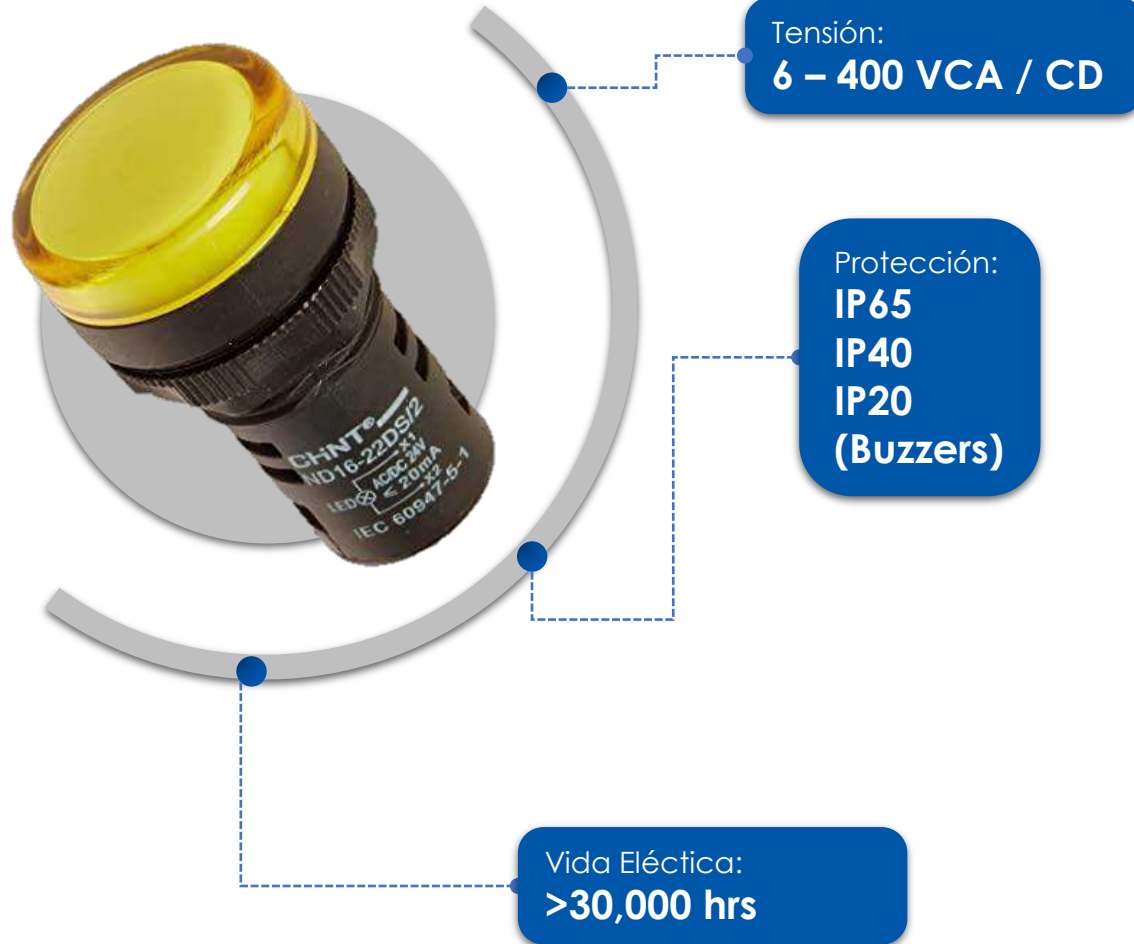 Tensión:
6 – 400 VCA / CD
Protección:
IP65
IP40
IP20
(Buzzers)
CHNT®
ND16-22DS/2
X1
AC/DC 24V
LED ≤ 20mA
X2
IEC 60947-5-1
Vida Eléctica:
>30,000 hrs